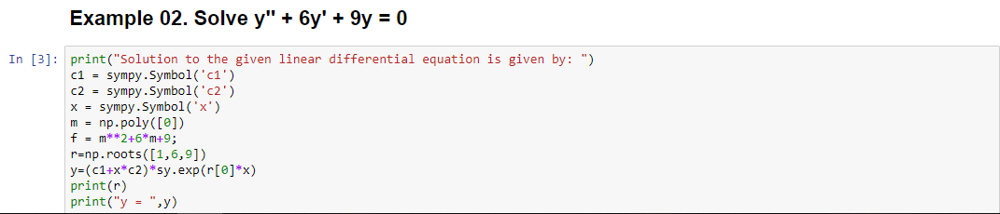 Example 02. Solve y'' + 6y' + 9y = 0
In [3]: print("Solution to the given linear differential equation is given by: ")
c1 = sympy.Symbol('c1')
c2 = sympy.Symbol('c2')
x = sympy.Symbol('x')
m = np.poly([0])
f = m**2+6*m+9;
r=np.roots([1,6,9])
y=(c1+x*c2)*sy.exp(r[0]*x)
print(r)
print("y = ",y)